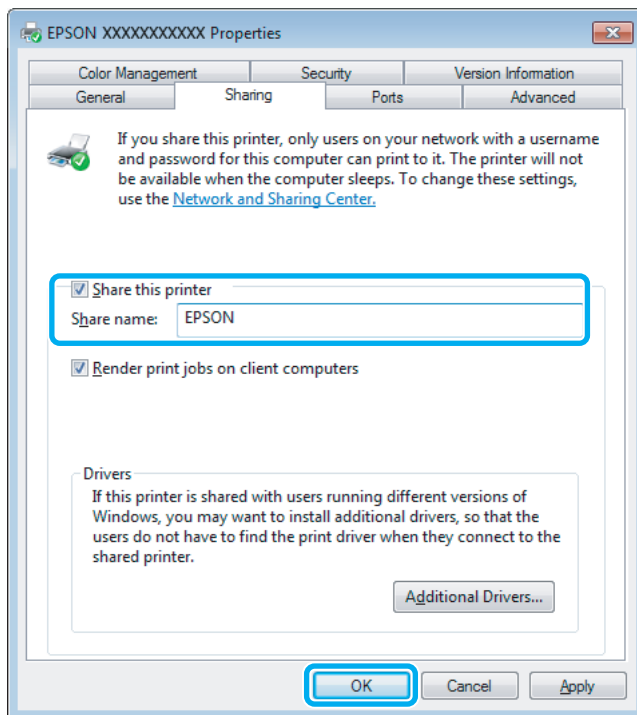 EPSON XXXXXXXXXXX Properties
Color Management Security Version Information
General Sharing Ports Advanced
If you share this printer, only users on your network with a username
and password for this computer can print to it. The printer will not
be available when the computer sleeps. To change these settings,
use the Network and Sharing Center.
Share this printer
Share name: EPSON
Render print jobs on client computers
Drivers
If this printer is shared with users running different versions of
Windows, you may want to install additional drivers, so that the
users do not have to find the print driver when they connect to the
shared printer.
Additional Drivers...
OK Cancel Apply